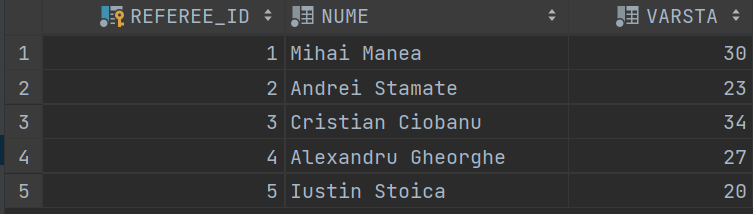 REFEREE_ID NUME VARSTA
1 1 Mihai Manea 30
2 2 Andrei Stamate 23
3 3 Cristian Ciobanu 34
4 4 Alexandru Gheorghe 27
5 5 Iustin Stoica 20